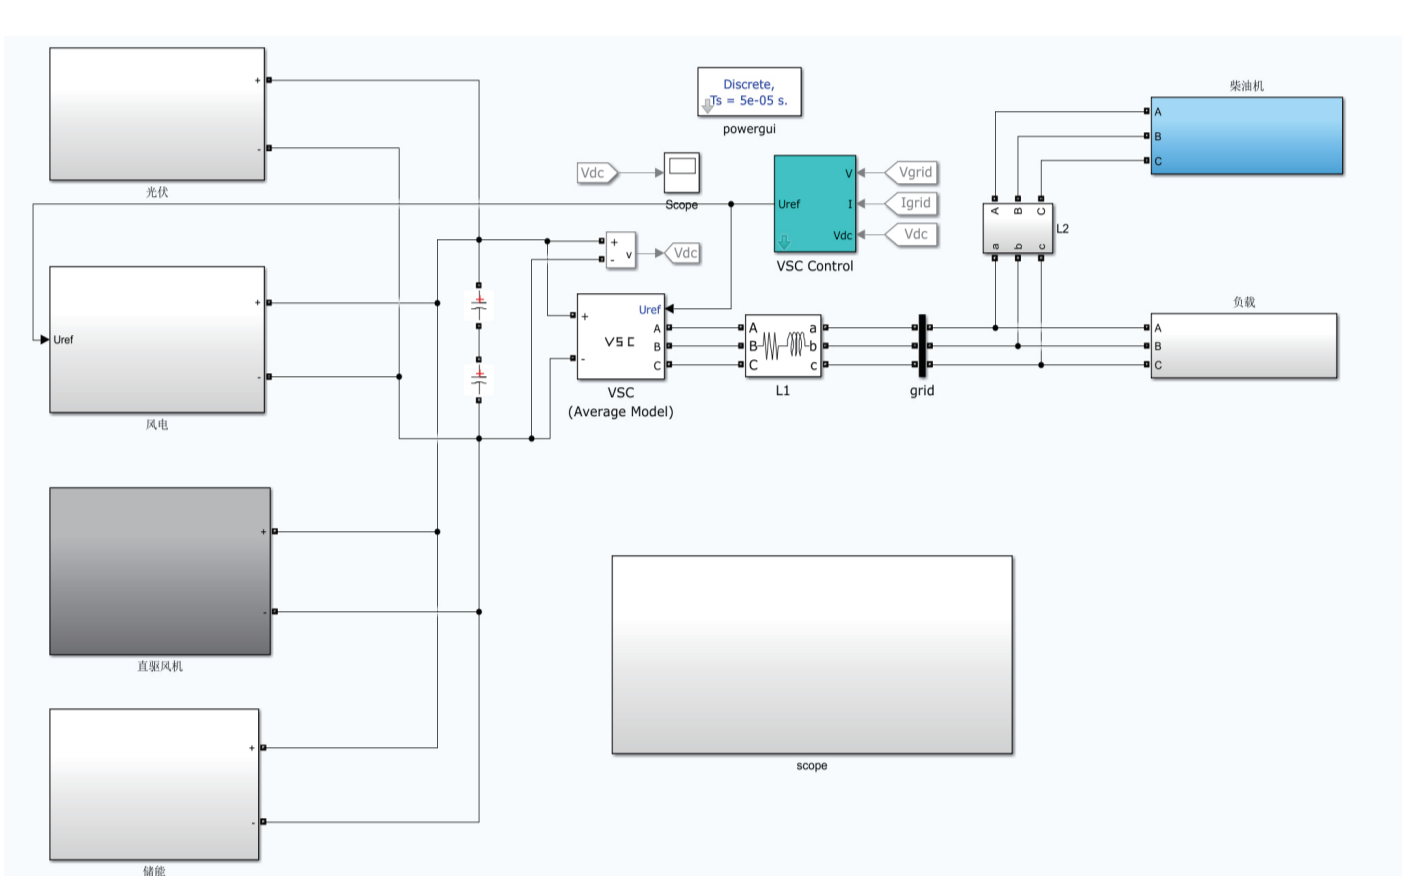 +
-
光伏
Discrete,
Ts = 5e-05 s.
powergui
柴油机
A
B
C
Vdc
Scope
Uref
V
I
Vdc
VSC Control
Vgrid
Igrid
Vdc
A
B
C
a
b
c
L2
+
-
v
Vdc
Uref
+
-
风电
Uref
+
-
VSC
A
B
C
VSC
(Average Model)
A
B
C
a
b
c
L1
grid
负载
A
B
C
+
-
直驱风机
scope
+
-
储能